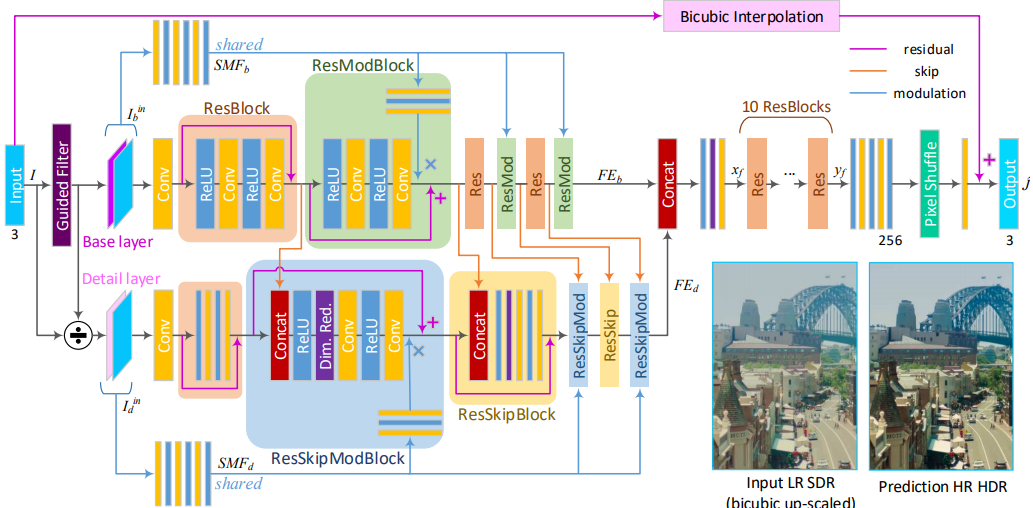 Bicubic Interpolation
shared
SMF_b
ResModBlock
residual
skip
modulation
I_b^in
ResBlock
10 ResBlocks
Input
I
Guided Filter
Conv
ReLU
Conv
ReLU
Conv
ReLU
Conv
ReLU
Conv
×
+
Res
ResMod
Res
ResMod
FE_b
Concat
x_f
Res
...
Res
y_f
Pixel Shuffle
+
Output
3
Base layer
256
3
Detail layer
FE_d
÷
Conv
Concat
ReLU
Dim. Red.
Conv
ReLU
Conv
+
×
Concat
ResSkipMod
ResSkip
ResSkipMod
I_d^in
ResSkipBlock
ResSkipModBlock
SMF_d
shared
Input LR SDR
(bicubic up-scaled)
Prediction HR HDR